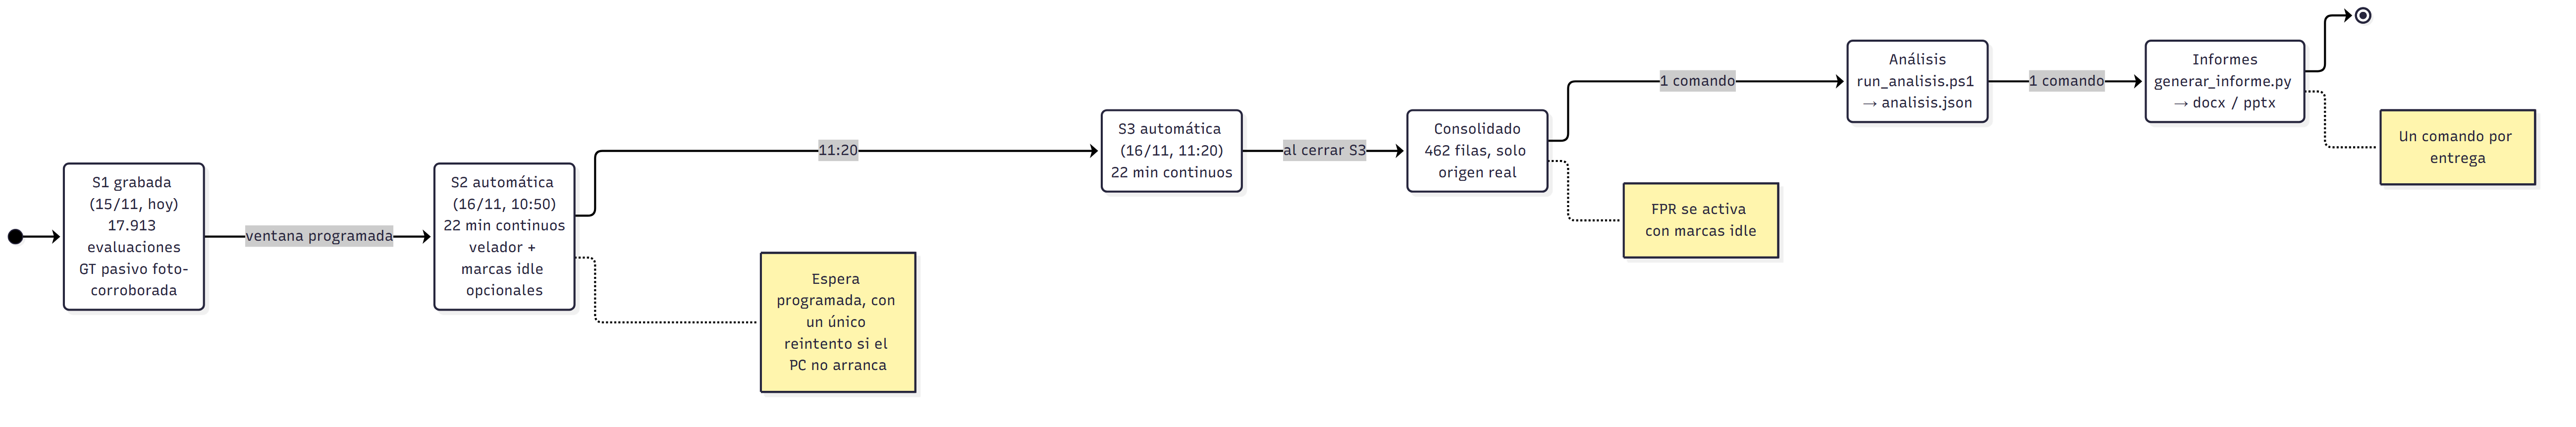 S1 grabada
(15/11, hoy)
17.913
evaluaciones
GT pasivo foto-
corroborada
ventana programada
S2 automática
(16/11, 10:50)
22 min continuos
velador +
marcas idle
opcionales
Espera
programada, con
un único
reintento si el
PC no arranca
11:20
S3 automática
(16/11, 11:20)
22 min continuos
al cerrar S3
Consolidado
462 filas, solo
origen real
FPR se activa
con marcas idle
1 comando
Análisis
run_analisis.ps1
→ analisis.json
1 comando
Informes
generar_informe.py
→ docx / pptx
Un comando por
entrega